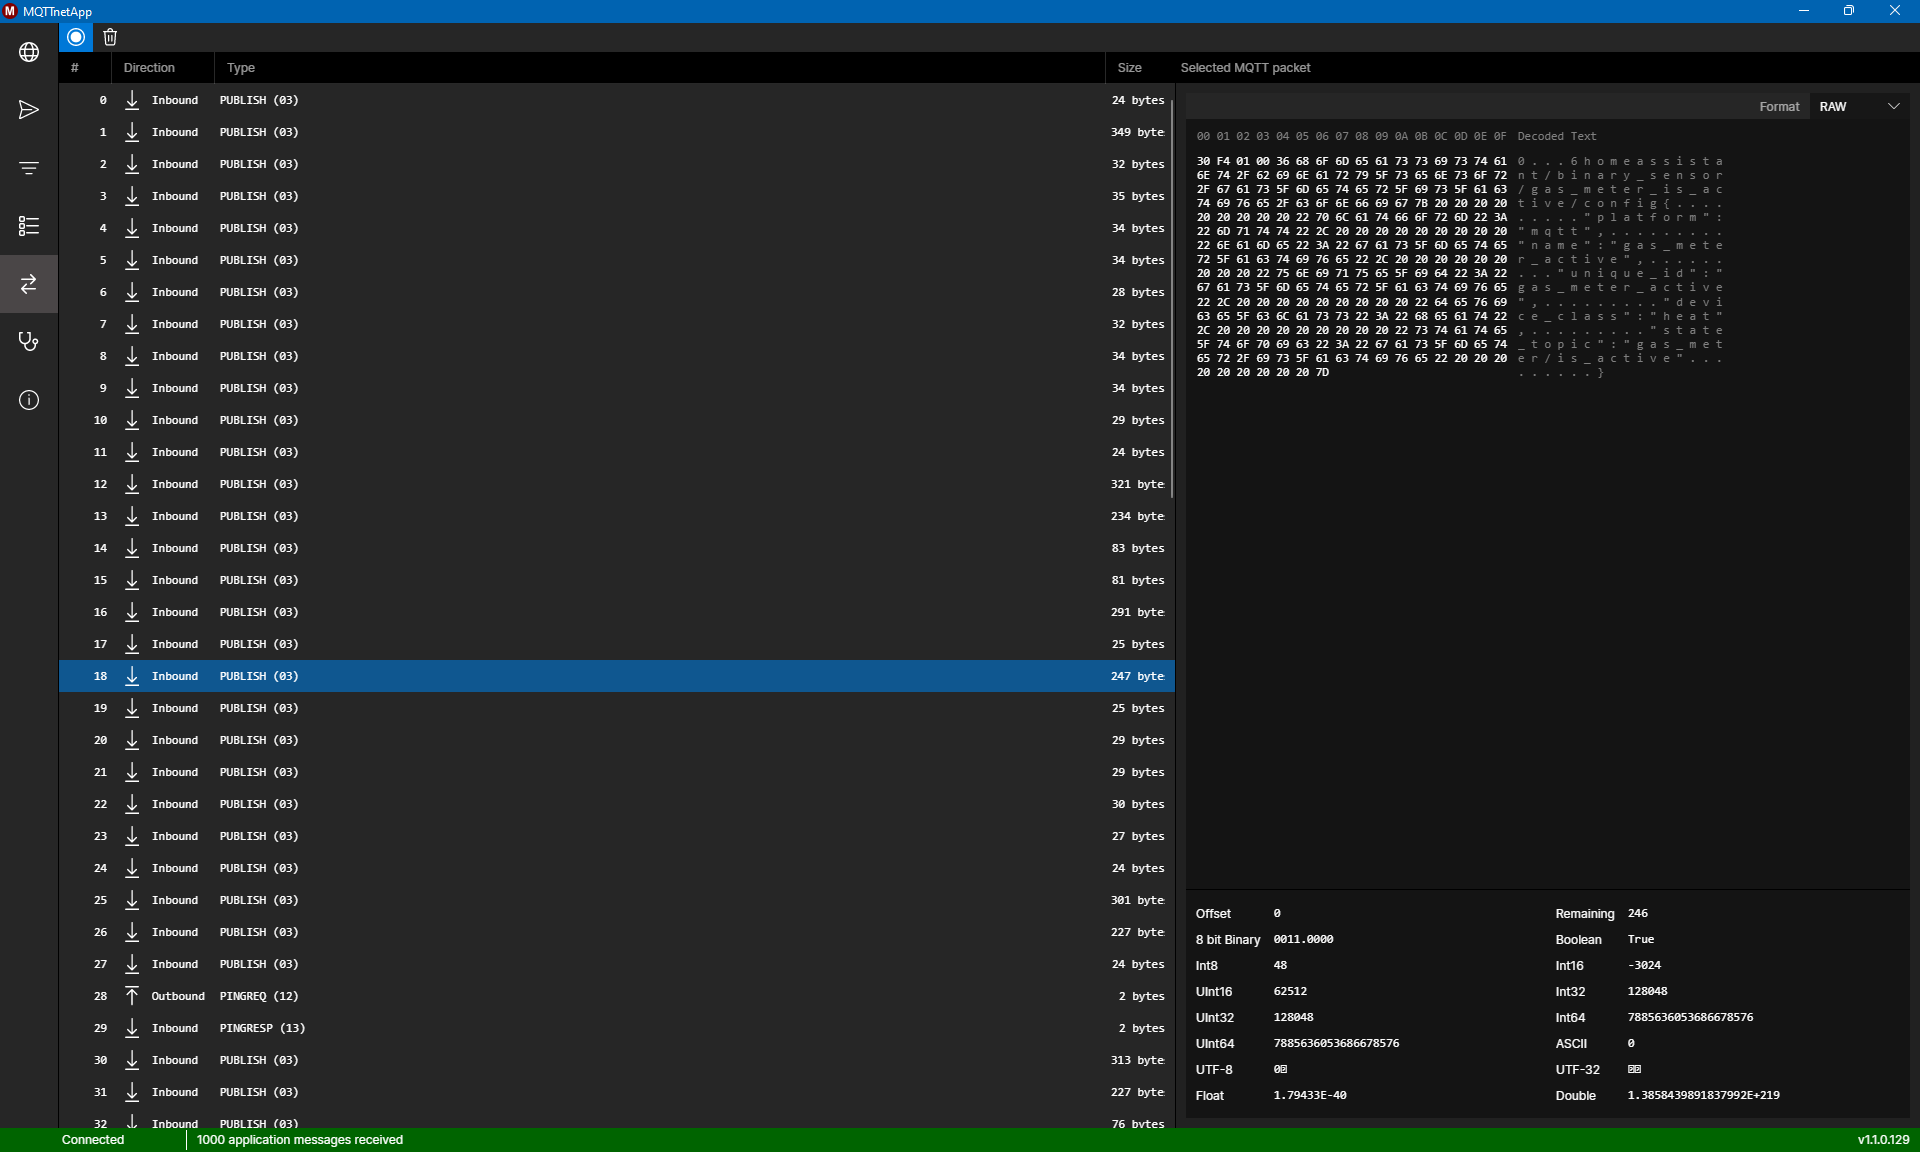 MQTTnetApp
# Direction Type Size Selected MQTT packet
0 Inbound PUBLISH (03) 24 bytes
1 Inbound PUBLISH (03) 349 byte
2 Inbound PUBLISH (03) 32 bytes
3 Inbound PUBLISH (03) 35 bytes
4 Inbound PUBLISH (03) 34 bytes
5 Inbound PUBLISH (03) 34 bytes
6 Inbound PUBLISH (03) 28 bytes
7 Inbound PUBLISH (03) 32 bytes
8 Inbound PUBLISH (03) 34 bytes
9 Inbound PUBLISH (03) 34 bytes
10 Inbound PUBLISH (03) 29 bytes
11 Inbound PUBLISH (03) 24 bytes
12 Inbound PUBLISH (03) 321 byte
13 Inbound PUBLISH (03) 234 byte
14 Inbound PUBLISH (03) 83 bytes
15 Inbound PUBLISH (03) 81 bytes
16 Inbound PUBLISH (03) 291 byte
17 Inbound PUBLISH (03) 25 bytes
18 Inbound PUBLISH (03) 247 byte
19 Inbound PUBLISH (03) 25 bytes
20 Inbound PUBLISH (03) 29 bytes
21 Inbound PUBLISH (03) 29 bytes
22 Inbound PUBLISH (03) 30 bytes
23 Inbound PUBLISH (03) 27 bytes
24 Inbound PUBLISH (03) 24 bytes
25 Inbound PUBLISH (03) 301 byte
26 Inbound PUBLISH (03) 227 byte
27 Inbound PUBLISH (03) 24 bytes
28 Outbound PINGREQ (12) 2 bytes
29 Inbound PINGRESP (13) 2 bytes
30 Inbound PUBLISH (03) 313 byte
31 Inbound PUBLISH (03) 227 byte
32 Inbound PUBLISH (03) 76 bytes
Format RAW
00 01 02 03 04 05 06 07 08 09 0A 0B 0C 0D 0E 0F Decoded Text
30 F4 01 00 36 68 6F 6D 65 61 73 73 69 73 74 61 0...6homeassista
6E 74 2F 62 69 6E 61 72 79 5F 73 65 6E 73 6F 72 nt/binary_sensor
2F 67 61 73 5F 6D 65 74 65 72 5F 69 73 5F 61 63 /gas_meter_is_ac
74 69 76 65 2F 63 6F 6E 66 69 67 7B 20 20 20 20 tive/config{....
20 20 20 20 20 22 70 6C 61 74 66 6F 72 6D 22 3A ....."platform":
22 6D 71 74 74 22 2C 20 20 20 20 20 20 20 20 20 "mqtt",.........
22 6E 61 6D 65 22 3A 22 67 61 73 5F 6D 65 74 65 "name":"gas_mete
72 5F 61 63 74 69 76 65 22 2C 20 20 20 20 20 20 r_active",......
20 20 20 22 75 6E 69 71 75 65 5F 69 64 22 3A 22 ..."unique_id":"
67 61 73 5F 6D 65 74 65 72 5F 61 63 74 69 76 65 gas_meter_active
22 2C 20 20 20 20 20 20 20 20 20 22 64 65 76 69 ",........."devi
63 65 5F 63 6C 61 73 73 22 3A 22 68 65 61 74 22 ce_class":"heat"
2C 20 20 20 20 20 20 20 20 20 22 73 74 61 74 65 ,........."state
5F 74 6F 70 69 63 22 3A 22 67 61 73 5F 6D 65 74 _topic":"gas_met
65 72 2F 69 73 5F 61 63 74 69 76 65 22 20 20 20 er/is_active"...
20 20 20 20 20 20 7D ......}
Offset 0 Remaining 246
8 bit Binary 0011.0000 Boolean True
Int8 48 Int16 -3024
UInt16 62512 Int32 128048
UInt32 128048 Int64 7885636053686678576
UInt64 7885636053686678576 ASCII 0
UTF-8 0 UTF-32
Float 1.79433E-40 Double 1.3858439891837992E+219
Connected 1000 application messages received v1.1.0.129